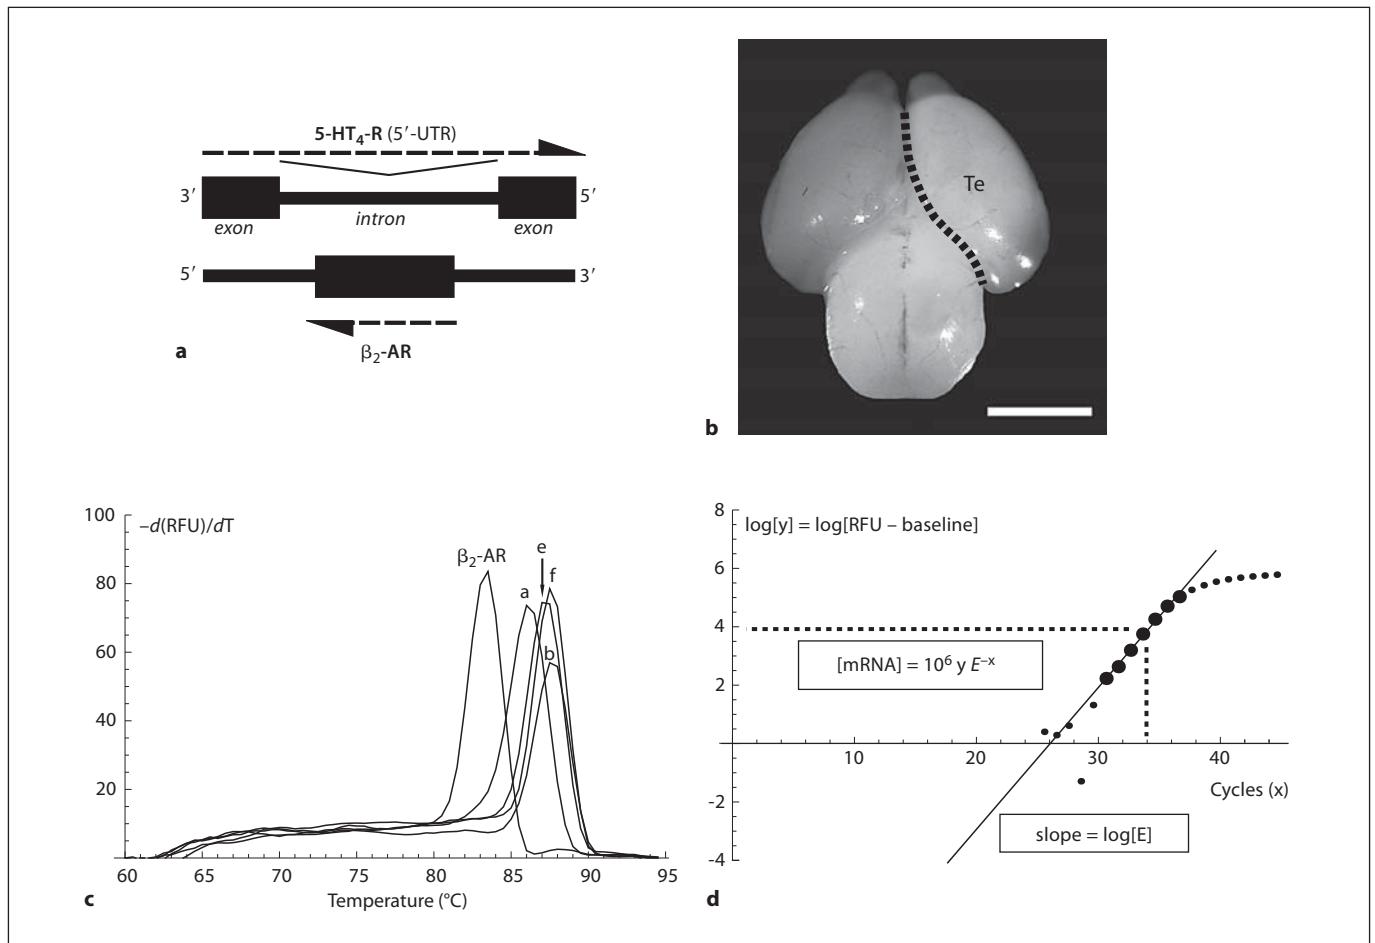 5-HT₄-R (5′-UTR)
3′
5′
exon
intron
exon
5′
3′
β₂-AR
a
Te
b
100
80
60
40
20
–d(RFU)/dT
β₂-AR
a
e
f
b
60 65 70 75 80 85 90 95
Temperature (°C)
c
8
6
4
2
-2
-4
log[y] = log[RFU – baseline]
[mRNA] = 10⁶ y E⁻ˣ
10 20 30 40
Cycles (x)
slope = log[E]
d